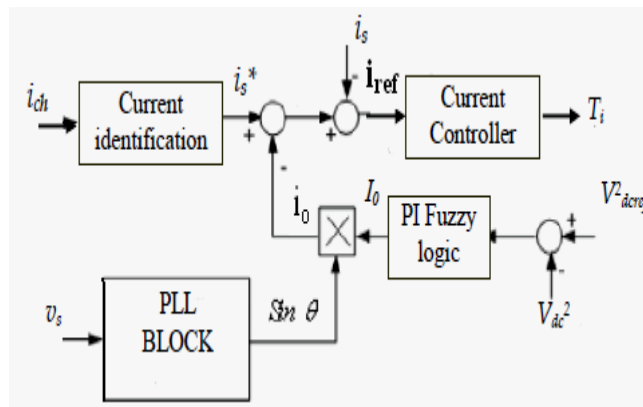 i_s
i_ch
Current
identification
i_s*
+
-
+
-
i_ref
Current
Controller
T_i
i_0
I_0
PI Fuzzy
logic
+
-
V²_dcre
V_dc²
v_s
PLL
BLOCK
Sin θ